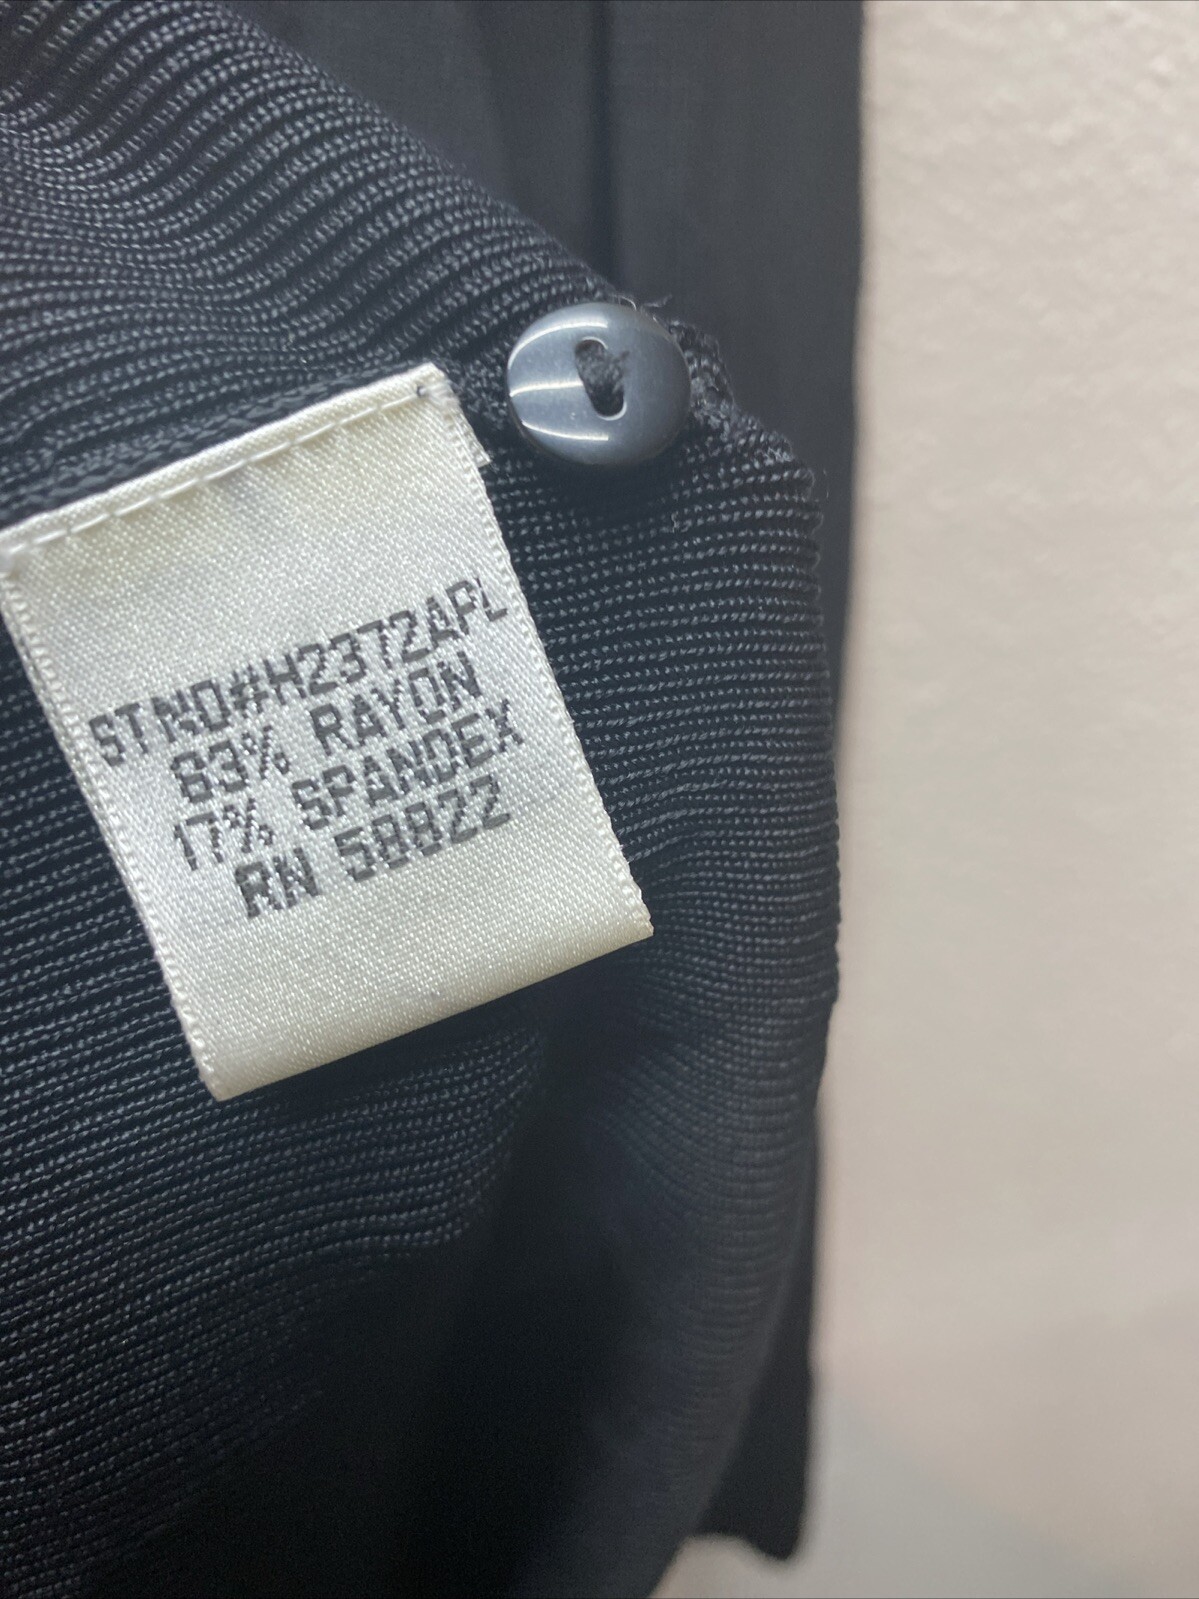 STNO#H2372APL
83% RAYON
17% SPANDEX
RN 58822